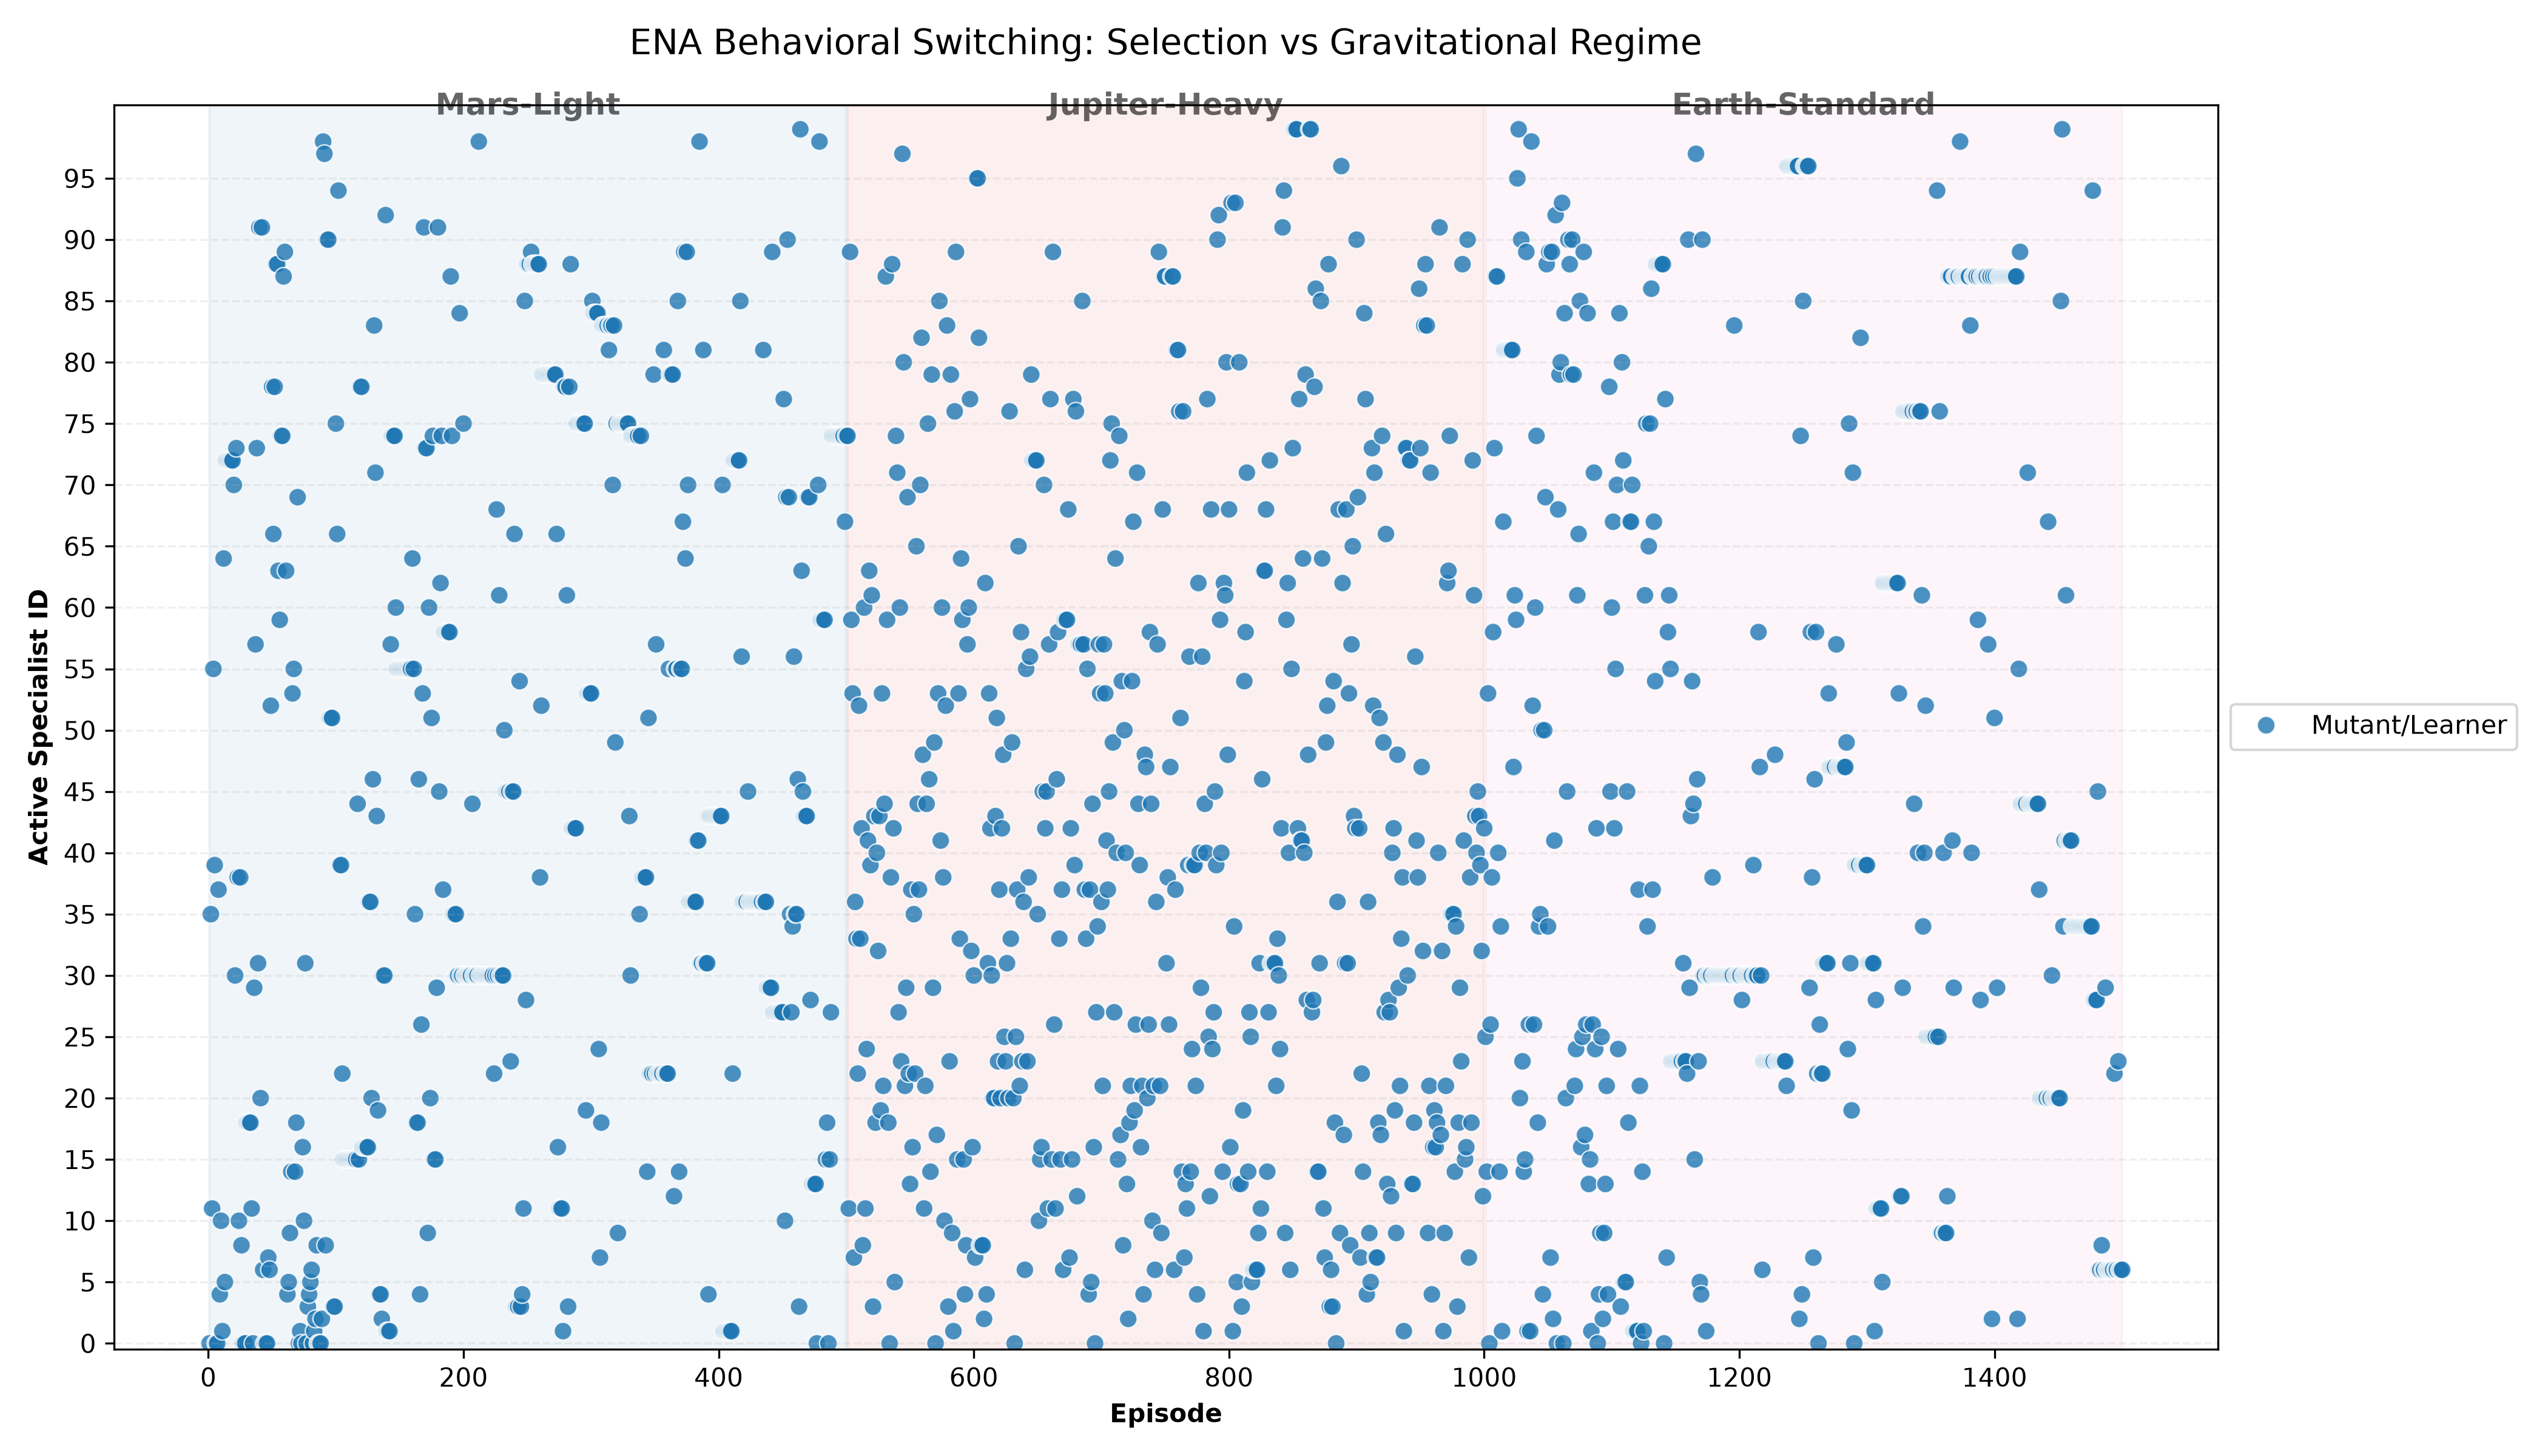 ENA Behavioral Switching: Selection vs Gravitational Regime
Mars-Light
Jupiter-Heavy
Earth-Standard
95
90
85
80
75
70
65
60
55
50
45
40
35
30
25
20
15
10
5
0
Active Specialist ID
Mutant/Learner
0 200 400 600 800 1000 1200 1400
Episode